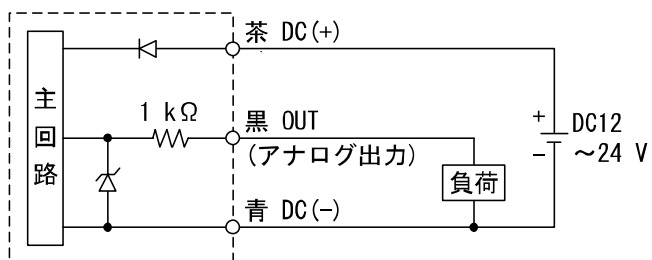 茶 DC(+)
主回路
1 kΩ
黒 OUT
(アナログ出力)
+
-
DC12
～24 V
負荷
青 DC(-)